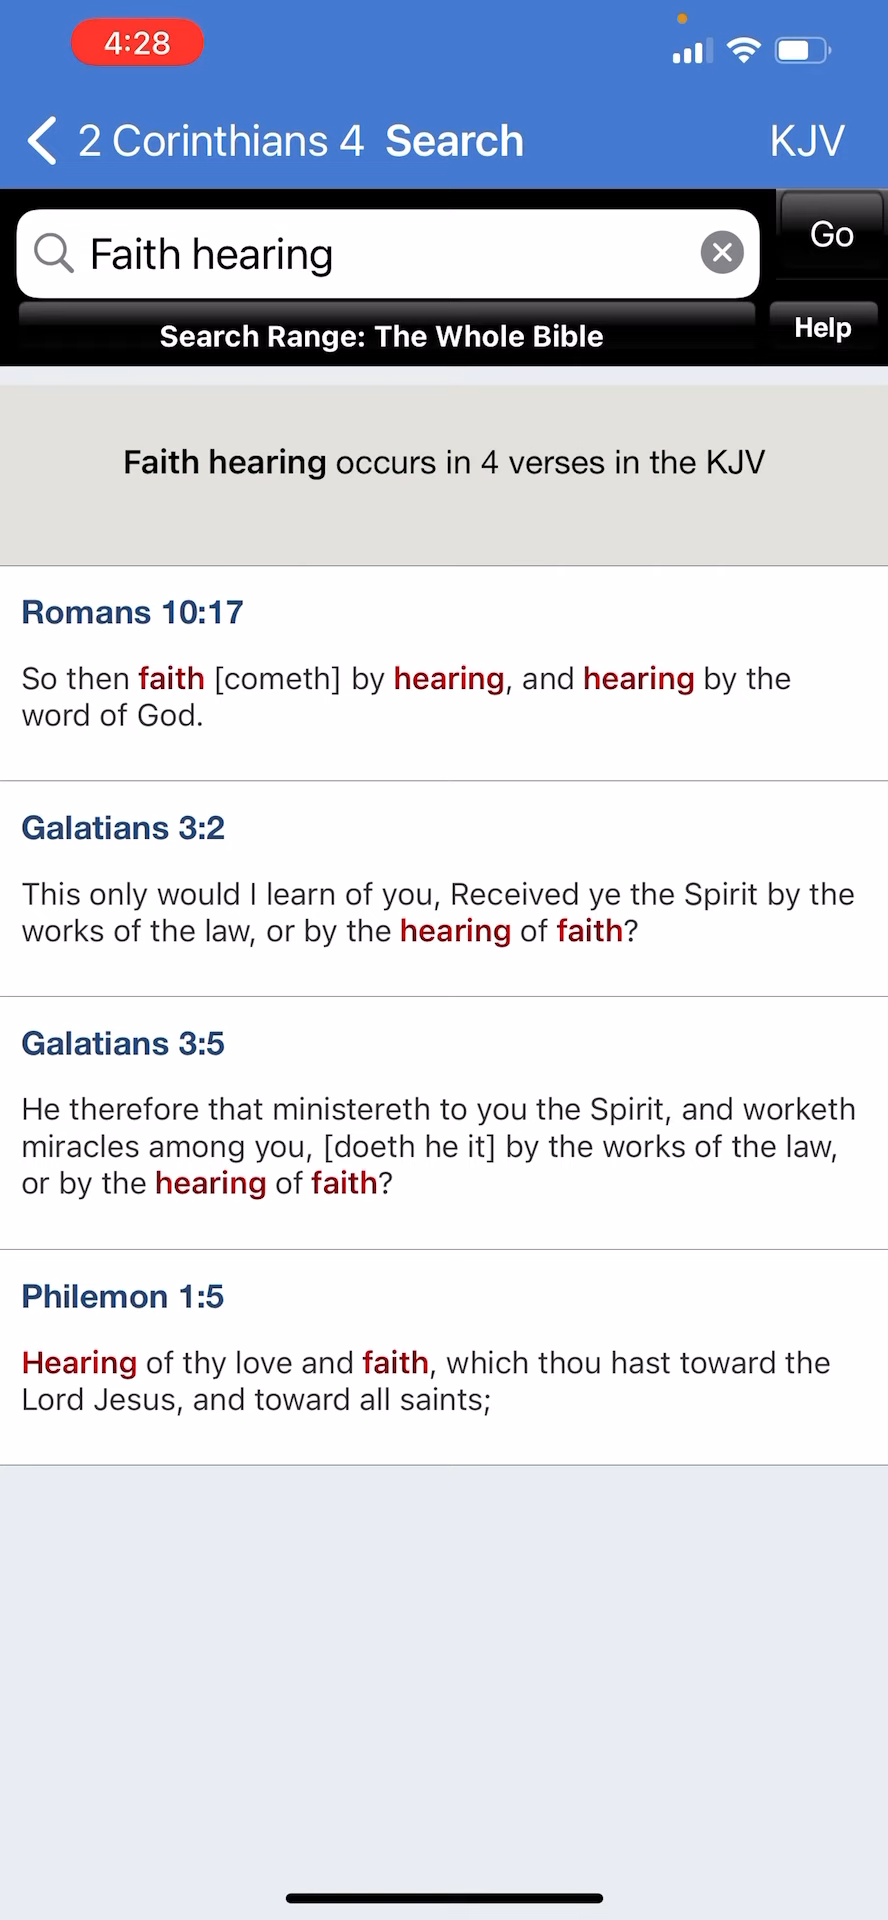 4:28
2 Corinthians 4 Search KJV
Faith hearing
Go
Search Range: The Whole Bible
Help
Faith hearing occurs in 4 verses in the KJV
Romans 10:17
So then faith [cometh] by hearing, and hearing by the
word of God.
Galatians 3:2
This only would I learn of you, Received ye the Spirit by the
works of the law, or by the hearing of faith?
Galatians 3:5
He therefore that ministereth to you the Spirit, and worketh
miracles among you, [doeth he it] by the works of the law,
or by the hearing of faith?
Philemon 1:5
Hearing of thy love and faith, which thou hast toward the
Lord Jesus, and toward all saints;